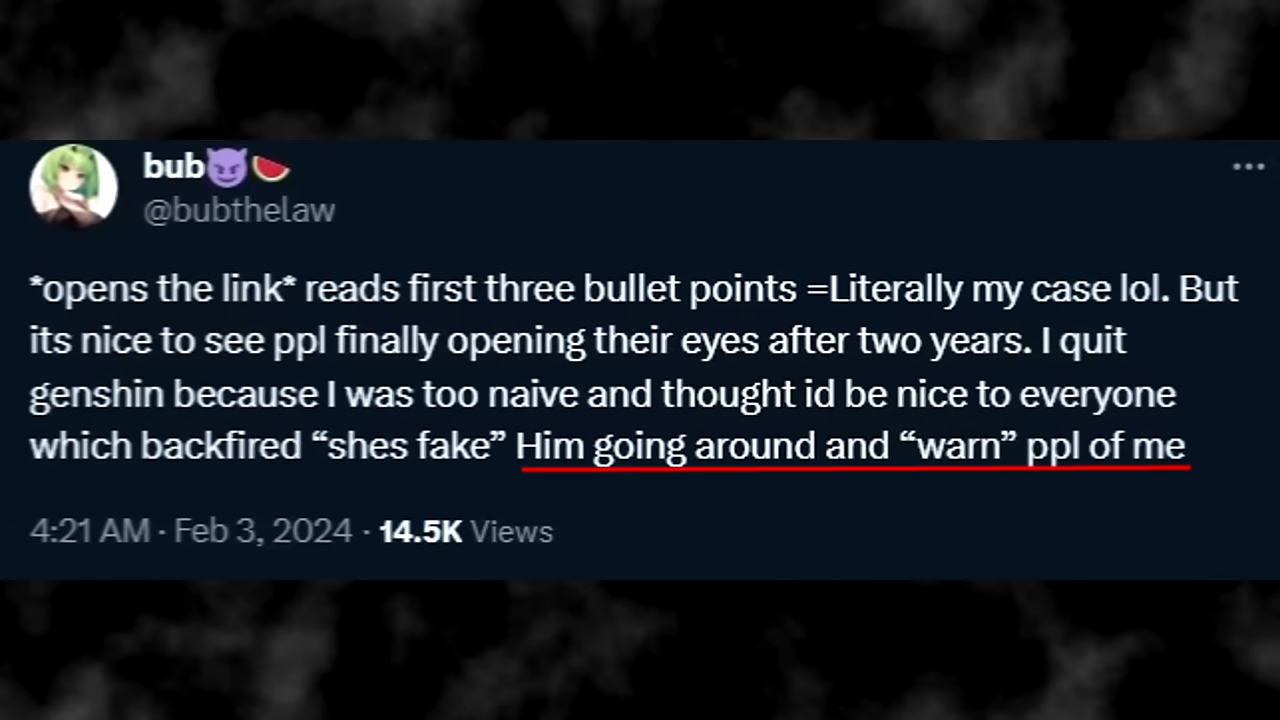 bub😈🍉
@bubthelaw
*opens the link* reads first three bullet points =Literally my case lol. But
its nice to see ppl finally opening their eyes after two years. I quit
genshin because I was too naive and thought id be nice to everyone
which backfired “shes fake” Him going around and “warn” ppl of me
4:21 AM · Feb 3, 2024 · 14.5K Views